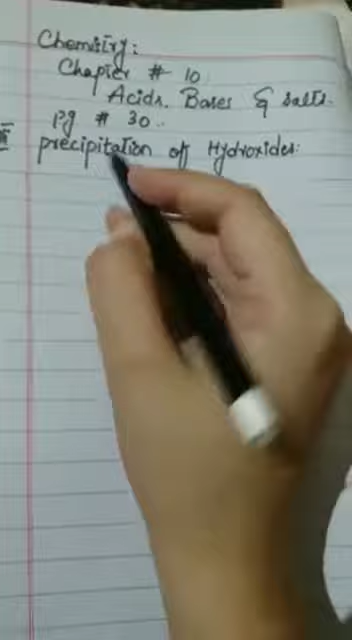 Chemistry:
Chapter # 10
Acids, Bases & Salts.
pg # 30.
precipitation of Hydroxides: